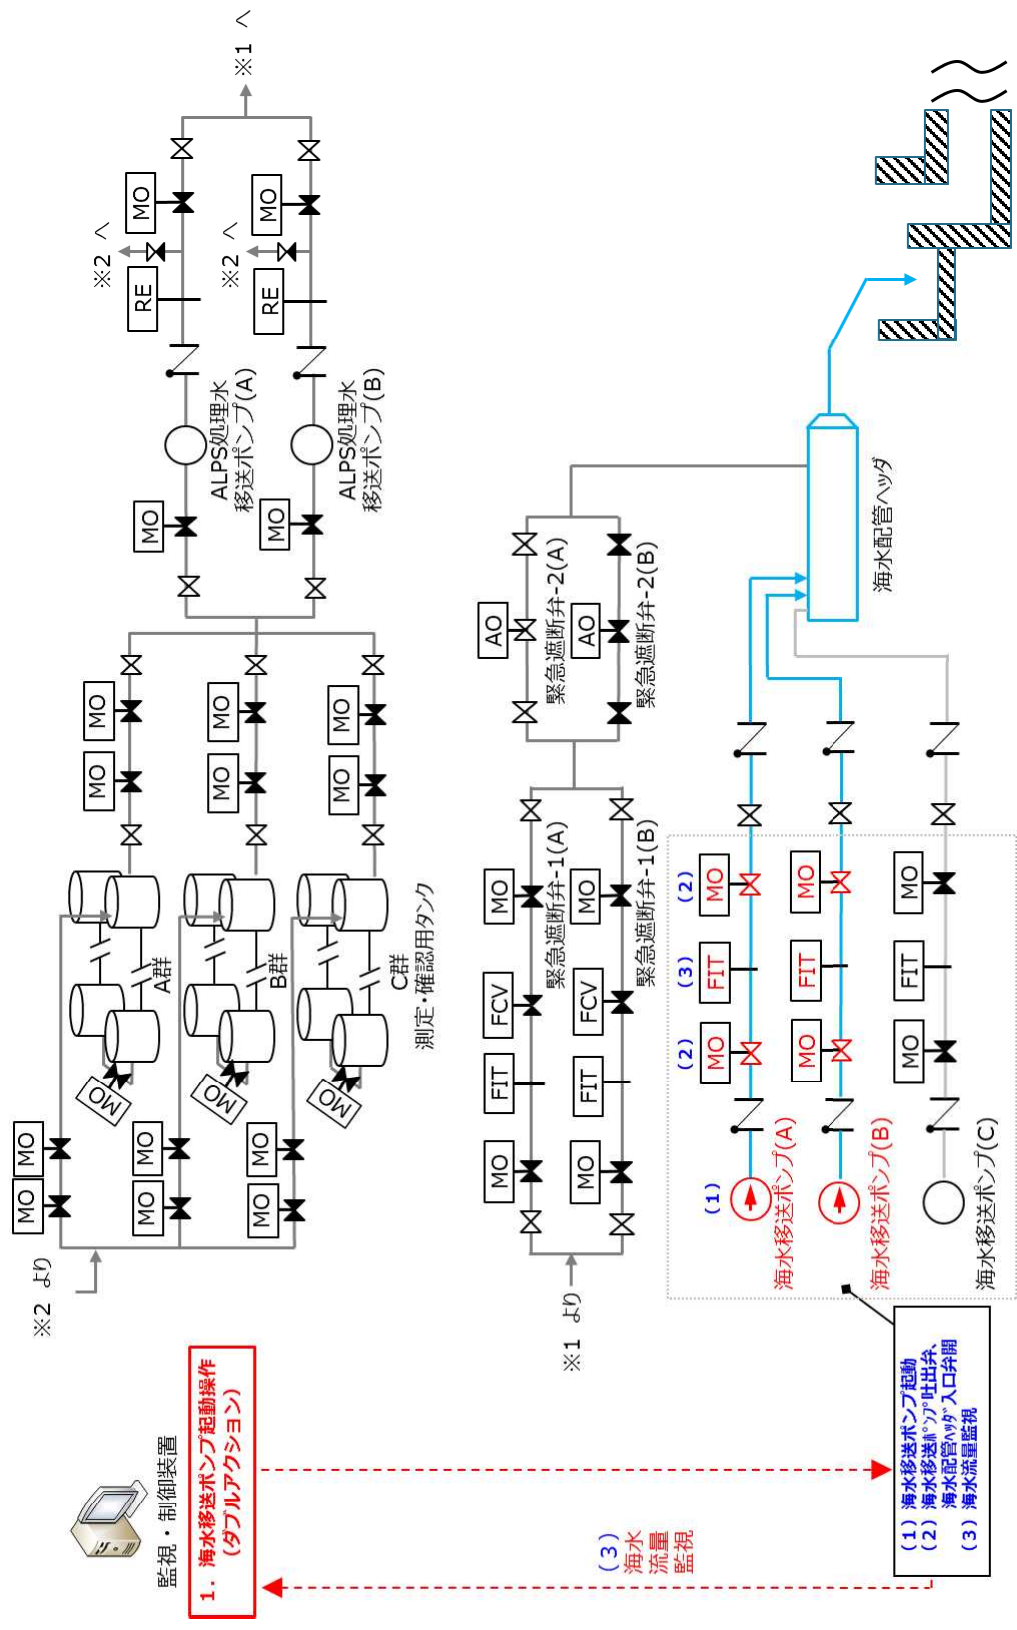 監視・制御装置
1. 海水移送ポンプ起動操作
(ダブルアクション)
※2 より
MO
MO
MO
MO
MO
MO
MO
MO
MO
A群
B群
C群
測定・確認用タンク
MO
MO
MO
MO
MO
MO
MO
MO
ALPS処理水
移送ポンプ(A)
ALPS処理水
移送ポンプ(B)
RE
RE
※2 へ
※2 へ
MO
MO
※1 へ
(3)
海水
流量
監視
※1 より
MO
FIT
FCV
MO
緊急遮断弁-1(A)
MO
FIT
FCV
MO
緊急遮断弁-1(B)
AO
緊急遮断弁-2(A)
AO
緊急遮断弁-2(B)
(1)
(2)
(3)
(2)
MO
FIT
MO
海水移送ポンプ(A)
MO
FIT
MO
海水移送ポンプ(B)
MO
FIT
MO
海水移送ポンプ(C)
海水配管ヘッダ
(1)海水移送ポンプ起動
(2)海水移送ﾎﾟﾝﾌﾟ吐出弁、
海水配管ﾍｯﾀﾞ入口弁開
(3)海水流量監視